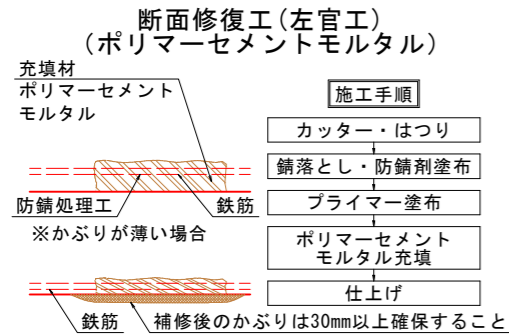 断面修復工(左官工)
(ポリマーセメントモルタル)
充填材
ポリマーセメント
モルタル
防錆処理工
鉄筋
※かぶりが薄い場合
鉄筋
補修後のかぶりは30mm以上確保すること
施工手順
カッター・はつり
錆落とし・防錆剤塗布
プライマー塗布
ポリマーセメント
モルタル充填
仕上げ